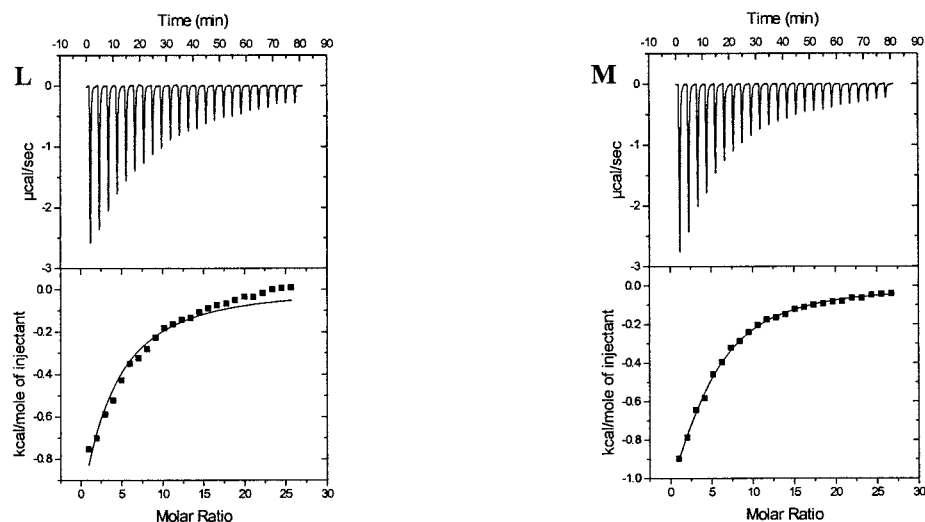 Time (min)
-10 0 10 20 30 40 50 60 70 80 90
L
0
-1
-2
-3
µcal/sec
0.0
-0.2
-0.4
-0.6
-0.8
kcal/mole of injectant
0 5 10 15 20 25 30
Molar Ratio
Time (min)
-10 0 10 20 30 40 50 60 70 80 90
M
0
-1
-2
-3
µcal/sec
0.0
-0.2
-0.4
-0.6
-0.8
-1.0
kcal/mole of injectant
0 5 10 15 20 25 30
Molar Ratio